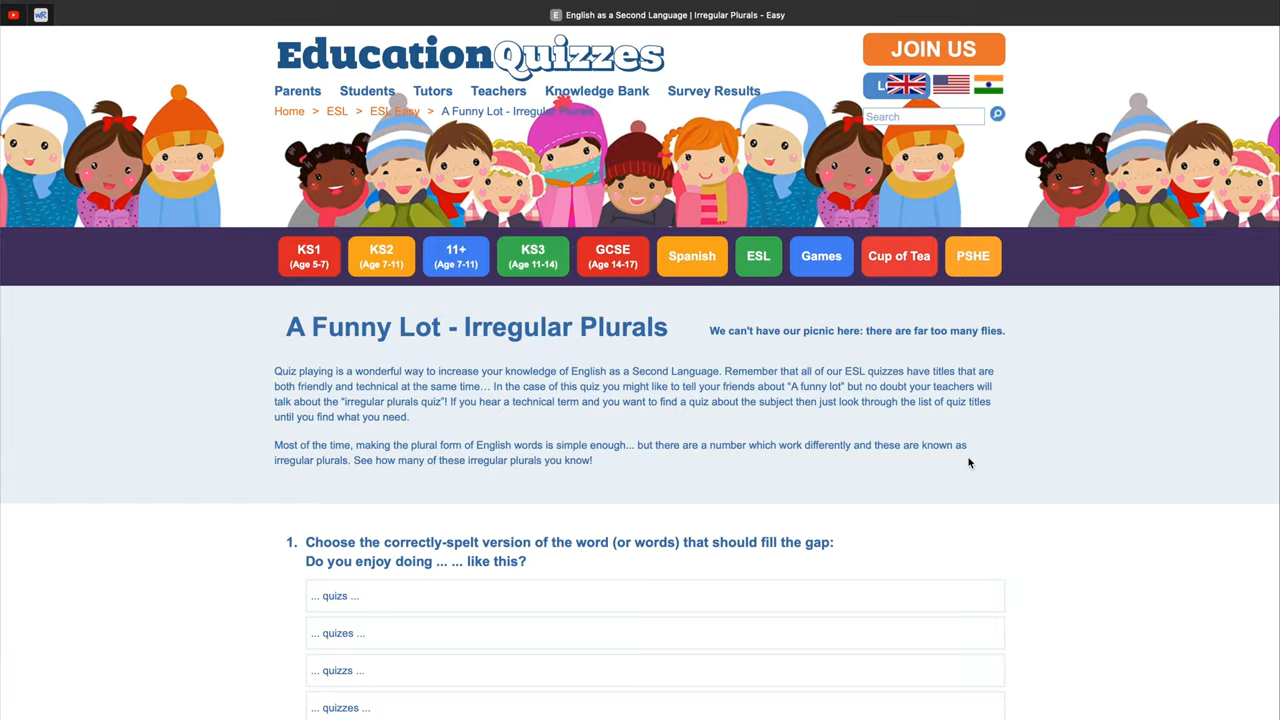 English as a Second Language | Irregular Plurals - Easy
EducationQuizzes
JOIN US
Parents Students Tutors Teachers Knowledge Bank Survey Results
Home > ESL > ESL Easy > A Funny Lot - Irregular Plurals
Search
KS1 (Age 5-7)
KS2 (Age 7-11)
11+ (Age 7-11)
KS3 (Age 11-14)
GCSE (Age 14-17)
Spanish
ESL
Games
Cup of Tea
PSHE
A Funny Lot - Irregular Plurals
We can't have our picnic here: there are far too many flies.
Quiz playing is a wonderful way to increase your knowledge of English as a Second Language. Remember that all of our ESL quizzes have titles that are
both friendly and technical at the same time… In the case of this quiz you might like to tell your friends about “A funny lot” but no doubt your teachers will
talk about the “irregular plurals quiz”! If you hear a technical term and you want to find a quiz about the subject then just look through the list of quiz titles
until you find what you need.
Most of the time, making the plural form of English words is simple enough... but there are a number which work differently and these are known as
irregular plurals. See how many of these irregular plurals you know!
1. Choose the correctly-spelt version of the word (or words) that should fill the gap:
Do you enjoy doing ... ... like this?
... quizs ...
... quizes ...
... quizzs ...
... quizzes ...